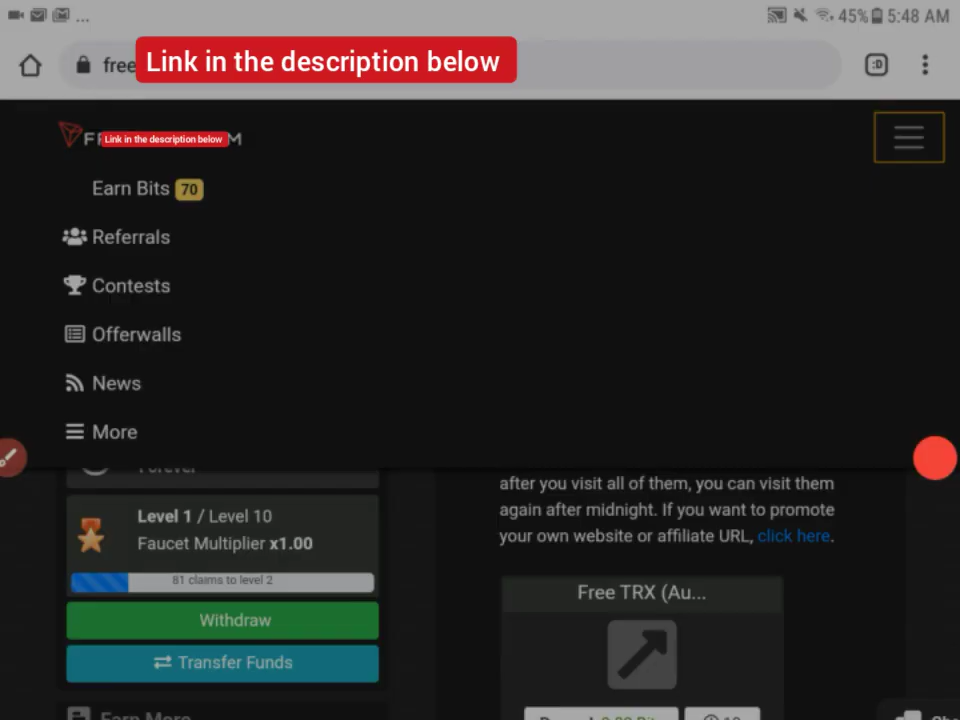 ... 45% 5:48 AM
free Link in the description below :D
F Link in the description below M
Earn Bits 70
Referrals
Contests
Offerwalls
News
More
Forever
Level 1 / Level 10
Faucet Multiplier x1.00
81 claims to level 2
Withdraw
Transfer Funds
Earn More
after you visit all of them, you can visit them
again after midnight. If you want to promote
your own website or affiliate URL, click here.
Free TRX (Au...